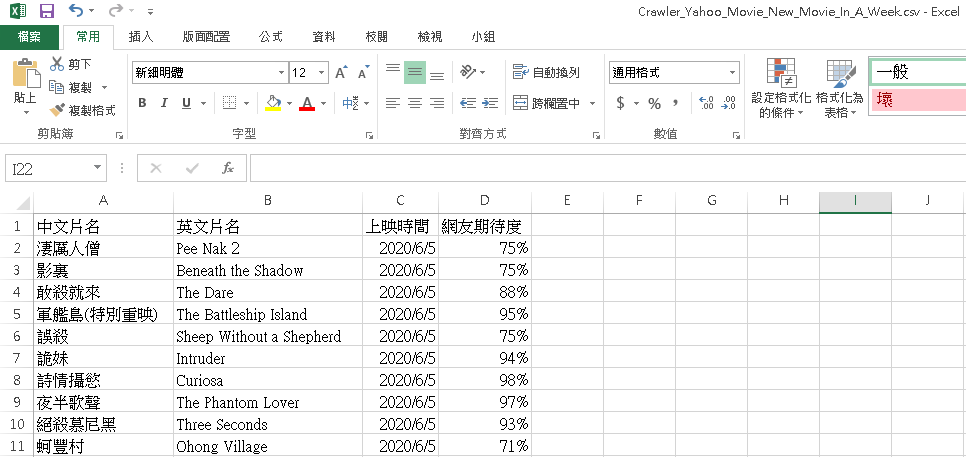 Crawler_Yahoo_Movie_New_Movie_In_A_Week.csv - Excel
檔案 常用 插入 版面配置 公式 資料 校閱 檢視 小組
貼上 剪下 複製 複製格式
新細明體 12
B I U A 中
自動換列
跨欄置中
通用格式
$ % , .00
設定格式化的條件 格式化為表格
一般
壞
剪貼簿 字型 對齊方式 數值
I22 fx
A B C D E F G H I J
1 中文片名 英文片名 上映時間 網友期待度
2 淒厲人僧 Pee Nak 2 2020/6/5 75%
3 影裏 Beneath the Shadow 2020/6/5 75%
4 敢殺就來 The Dare 2020/6/5 88%
5 軍艦島(特別重映) The Battleship Island 2020/6/5 95%
6 誤殺 Sheep Without a Shepherd 2020/6/5 75%
7 詭妹 Intruder 2020/6/5 94%
8 詩情攝慾 Curiosa 2020/6/5 98%
9 夜半歌聲 The Phantom Lover 2020/6/5 97%
10 絕殺慕尼黑 Three Seconds 2020/6/5 93%
11 蚵豐村 Ohong Village 2020/6/5 71%